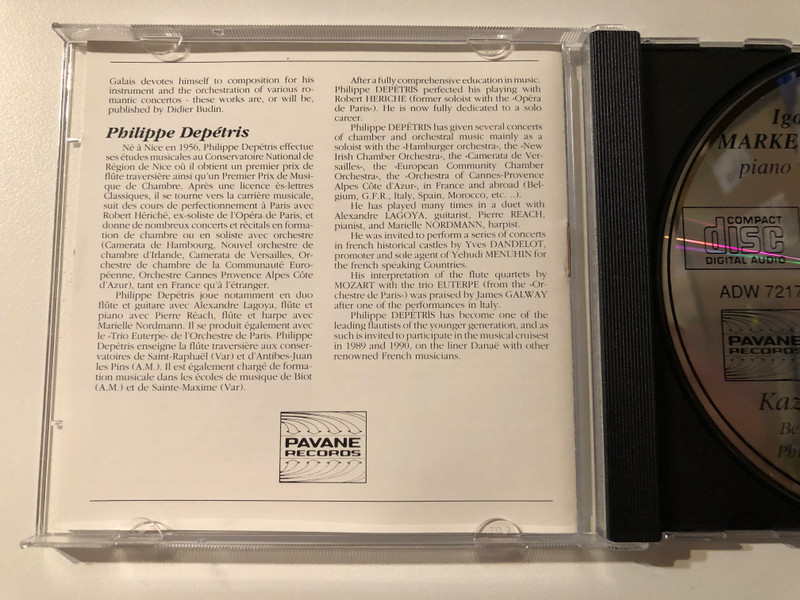 Galais devotes himself to composition for his
instrument and the orchestration of various ro-
mantic concertos - these works are, or will be,
published by Didier Budin.
Philippe Depétris
Né à Nice en 1956, Philippe Depétris effectue
ses études musicales au Conservatoire National de
Région de Nice où il obtient un premier prix de
flûte traversière ainsi qu'un Premier Prix de Musi-
que de Chambre. Après une licence ès-lettres
Classiques, il se tourne vers la carrière musicale,
suit des cours de perfectionnement à Paris avec
Robert Hériché, ex-soliste de l'Opéra de Paris, et
donne de nombreux concerts et récitals en forma-
tion de chambre ou en soliste avec orchestre
(Camerata de Hambourg, Nouvel orchestre de
chambre d'Irlande, Camerata de Versailles, Or-
chestre de chambre de la Communauté Euro-
péenne, Orchestre Cannes Provence Alpes Côte
d'Azur), tant en France qu'à l'étranger.
Philippe Depétris joue notamment en duo
flûte et guitare avec Alexandre Lagoya, flûte et
piano avec Pierre Réach, flûte et harpe avec
Marielle Nordmann. Il se produit également avec
le «Trio Euterpe» de l'Orchestre de Paris. Philippe
Depétris enseigne la flûte traversière aux conser-
vatoires de Saint-Raphaël (Var) et d'Antibes-Juan
les Pins (A.M.). Il est également chargé de forma-
tion musicale dans les écoles de musique de Biot
(A.M.) et de Sainte-Maxime (Var).
After a fully comprehensive education in music.
Philippe DEPÉTRIS perfected his playing with
Robert HERICHE (former soloist with the «Opéra
de Paris»). He is now fully dedicated to a solo
career.
Philippe DEPÉTRIS has given several concerts
of chamber and orchestral music mainly as a
soloist with the «Hamburger orchestra», the «New
Irish Chamber Orchestra», the «Camerata de Ver-
sailles», the «European Community Chamber
Orchestra», the «Orchestra of Cannes-Provence
Alpes Côte d'Azur», in France and abroad (Bel-
gium, G.F.R., Italy, Spain, Morocco, etc. ..).
He has played many times in a duet with
Alexandre LAGOYA, guitarist, Pierre REACH,
pianist, and Marielle NORDMANN, harpist.
He was invited to perform a series of concerts
in french historical castles by Yves DANDELOT,
promoter and sole agent of Yehudi MENUHIN for
the french speaking Countries.
His interpretation of the flute quartets by
MOZART with the trio EUTERPE (from the «Or-
chestre de Paris») was praised by James GALWAY
after one of the performances in Italy.
Philippe DEPÉTRIS has become one of the
leading flautists of the younger generation, and as
such is invited to participate in the musical cruisest
in 1989 and 1990, on the liner Danaë with other
renowned French musicians.
PAVANE
RECORDS
Igo
MARKE
piano
COMPACT
disc
DIGITAL AUDIO
ADW 7217
PAVANE
RECORDS
Kaz
Be
Phi